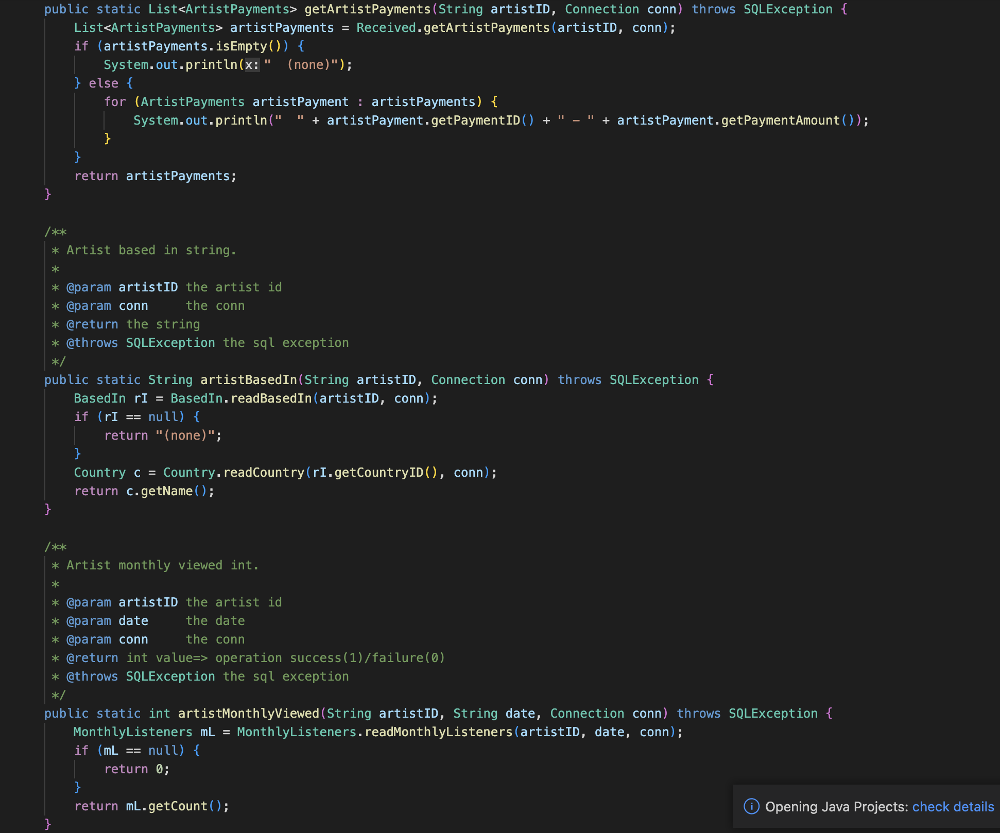 public static List<ArtistPayments> getArtistPayments(String artistID, Connection conn) throws SQLException {
    List<ArtistPayments> artistPayments = Received.getArtistPayments(artistID, conn);
    if (artistPayments.isEmpty()) {
        System.out.println(x:"  (none)");
    } else {
        for (ArtistPayments artistPayment : artistPayments) {
            System.out.println("  " + artistPayment.getPaymentID() + " - " + artistPayment.getPaymentAmount());
        }
    }
    return artistPayments;
}

/**
 * Artist based in string.
 *
 * @param artistID the artist id
 * @param conn     the conn
 * @return the string
 * @throws SQLException the sql exception
 */
public static String artistBasedIn(String artistID, Connection conn) throws SQLException {
    BasedIn rI = BasedIn.readBasedIn(artistID, conn);
    if (rI == null) {
        return "(none)";
    }
    Country c = Country.readCountry(rI.getCountryID(), conn);
    return c.getName();
}

/**
 * Artist monthly viewed int.
 *
 * @param artistID the artist id
 * @param date     the date
 * @param conn     the conn
 * @return int value=> operation success(1)/failure(0)
 * @throws SQLException the sql exception
 */
public static int artistMonthlyViewed(String artistID, String date, Connection conn) throws SQLException {
    MonthlyListeners mL = MonthlyListeners.readMonthlyListeners(artistID, date, conn);
    if (mL == null) {
        return 0;
    }
    return mL.getCount();
}
Opening Java Projects: check details